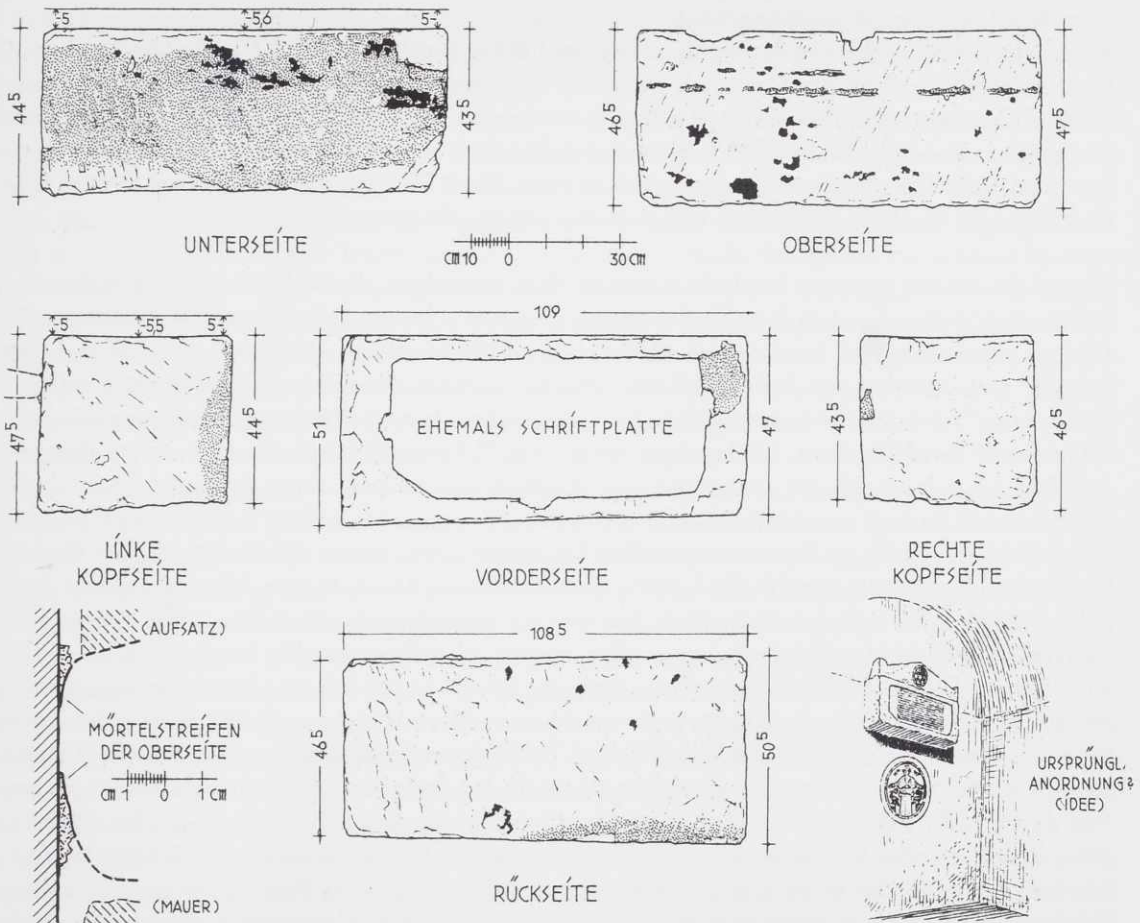 -5
-5,6
5-
44⁵
43⁵
46⁵
47⁵
UNTERSEITE
CM 10 0 30 CM
OBERSEITE
-5
-5,5
5-
47⁵
44⁵
109
51
EHEMALS SCHRIFTPLATTE
47
43⁵
46⁵
LINKE
KOPFSEITE
VORDERSEITE
RECHTE
KOPFSEITE
(AUFSATZ)
MÖRTELSTREIFEN
DER OBERSEITE
CM 1 0 1 CM
(MAUER)
108⁵
46⁵
50⁵
RÜCKSEITE
URSPRÜNGL.
ANORDNUNG?
(IDEE)